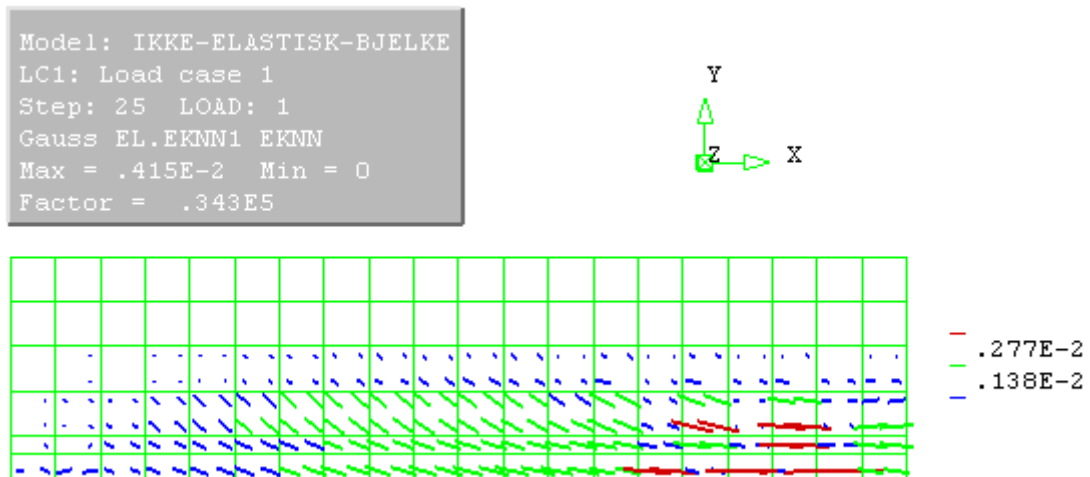 Model: IKKE-ELASTISK-BJELKE
LC1: Load case 1
Step: 25  LOAD: 1
Gauss EL.EKNN1 EKNN
Max = .415E-2  Min = 0
Factor =  .343E5
Y
Z
X
.277E-2
.138E-2